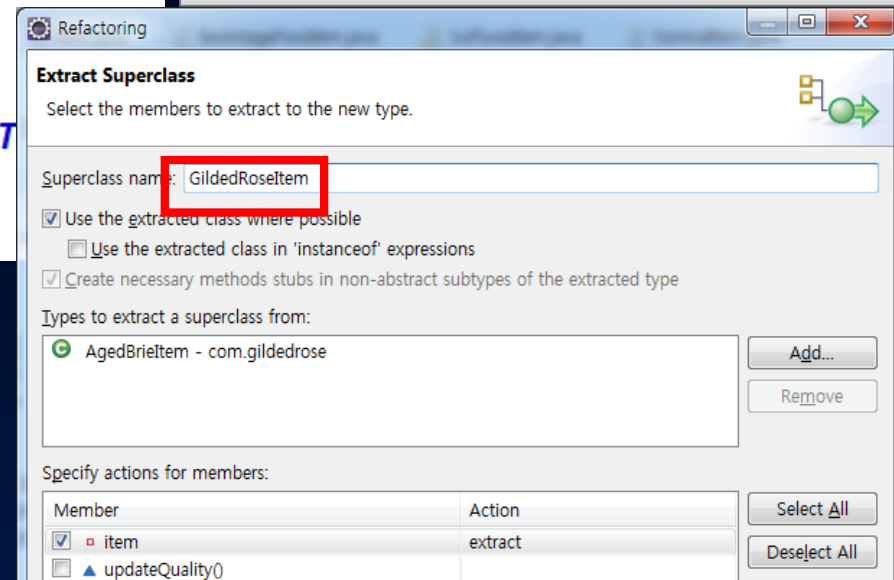 Refactoring
Extract Superclass
Select the members to extract to the new type.
T
Superclass name: GildedRoseItem
Use the extracted class where possible
Use the extracted class in 'instanceof' expressions
Create necessary methods stubs in non-abstract subtypes of the extracted type
Types to extract a superclass from:
AgedBrieItem - com.gildedrose
Add...
Remove
Specify actions for members:
Member Action
Select All
item extract
Deselect All
updateQuality()